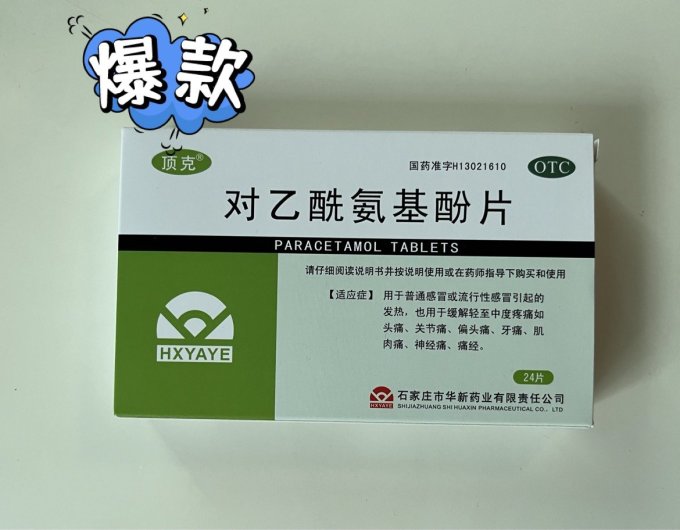 爆款
顶克®
国药准字H13021610
OTC
对乙酰氨基酚片
PARACETAMOL TABLETS
请仔细阅读说明书并按说明使用或在药师指导下购买和使用
【适应症】 用于普通感冒或流行性感冒引起的
发热，也用于缓解轻至中度疼痛如
头痛、关节痛、偏头痛、牙痛、肌
肉痛、神经痛、痛经。
HXYAYE
24片
HXYAYE
石家庄市华新药业有限责任公司
SHIJIAZHUANG SHI HUAXIN PHARMACEUTICAL CO., LTD